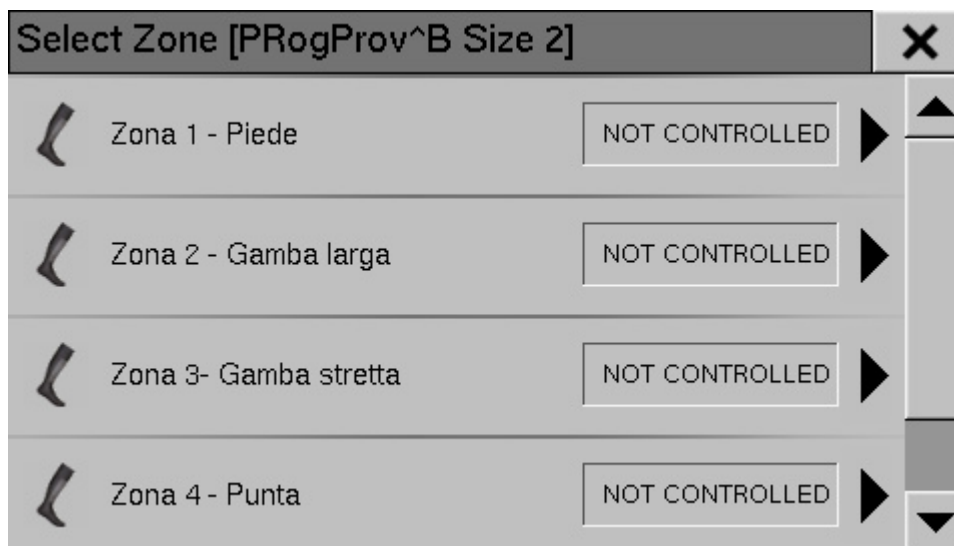 Select Zone [PRogProv^B Size 2]
Zona 1 - Piede NOT CONTROLLED
Zona 2 - Gamba larga NOT CONTROLLED
Zona 3- Gamba stretta NOT CONTROLLED
Zona 4 - Punta NOT CONTROLLED